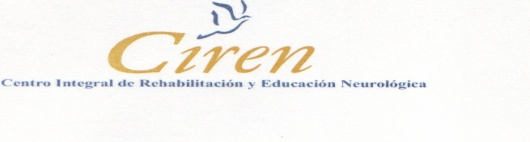 Ciren
Centro Integral de Rehabilitación y Educación Neurológica